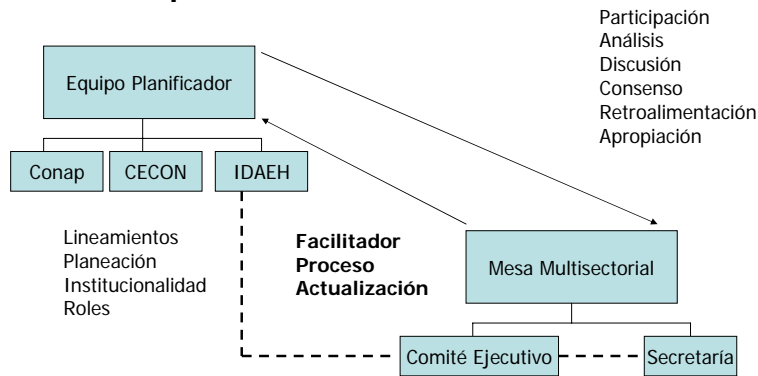 Participación
Análisis
Discusión
Consenso
Retroalimentación
Apropiación
Equipo Planificador
Conap
CECON
IDAEH
Lineamientos
Planeación
Institucionalidad
Roles
Facilitador
Proceso
Actualización
Mesa Multisectorial
Comité Ejecutivo
Secretaría